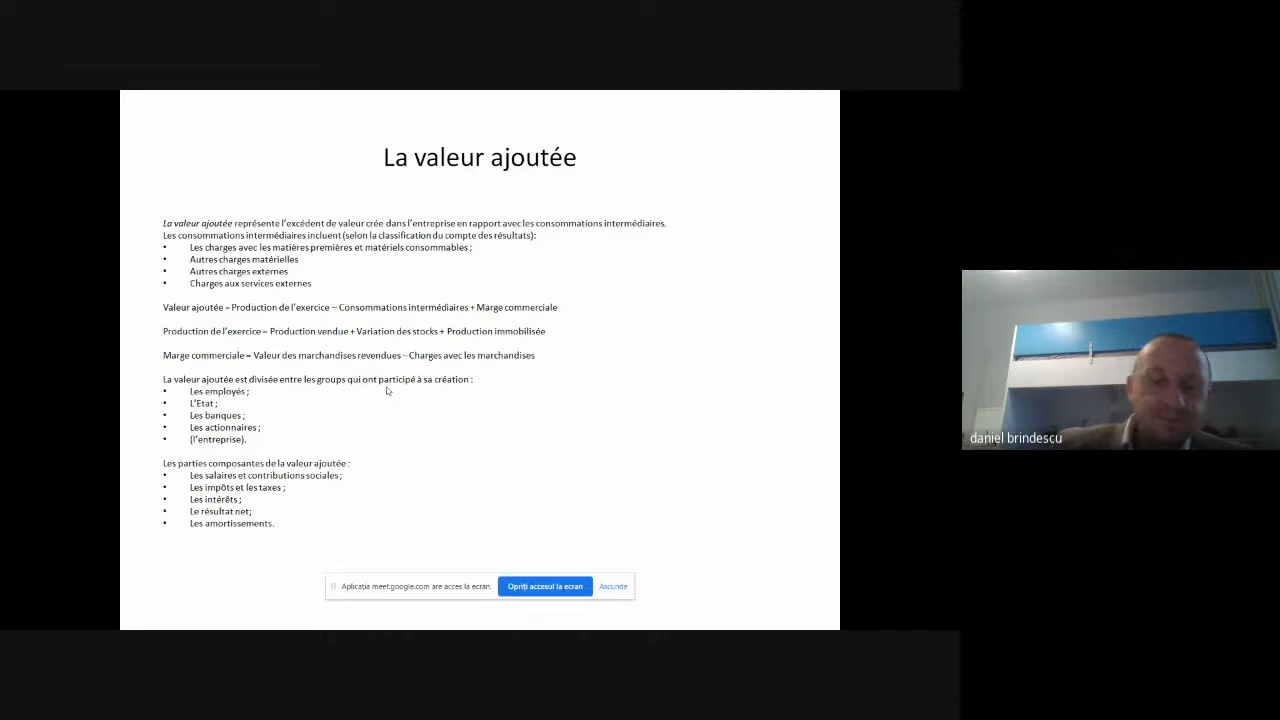 La valeur ajoutée
La valeur ajoutée représente l'excédent de valeur crée dans l'entreprise en rapport avec les consommations intermédiaires.
Les consommations intermédiaires incluent (selon la classification du compte des résultats):
• Les charges avec les matières premières et matériels consommables ;
• Autres charges matérielles
• Autres charges externes
• Charges aux services externes
Valeur ajoutée = Production de l'exercice – Consommations intermédiaires + Marge commerciale
Production de l'exercice = Production vendue + Variation des stocks + Production immobilisée
Marge commerciale = Valeur des marchandises revendues – Charges avec les marchandises
La valeur ajoutée est divisée entre les groups qui ont participé à sa création :
• Les employés ;
• L'Etat ;
• Les banques ;
• Les actionnaires ;
• (l'entreprise).
Les parties composantes de la valeur ajoutée :
• Les salaires et contributions sociales ;
• Les impôts et les taxes ;
• Les intérêts ;
• Le résultat net;
• Les amortissements.
Aplicația meet.google.com are acces la ecran. Opriți accesul la ecran Ascunde
daniel brindescu